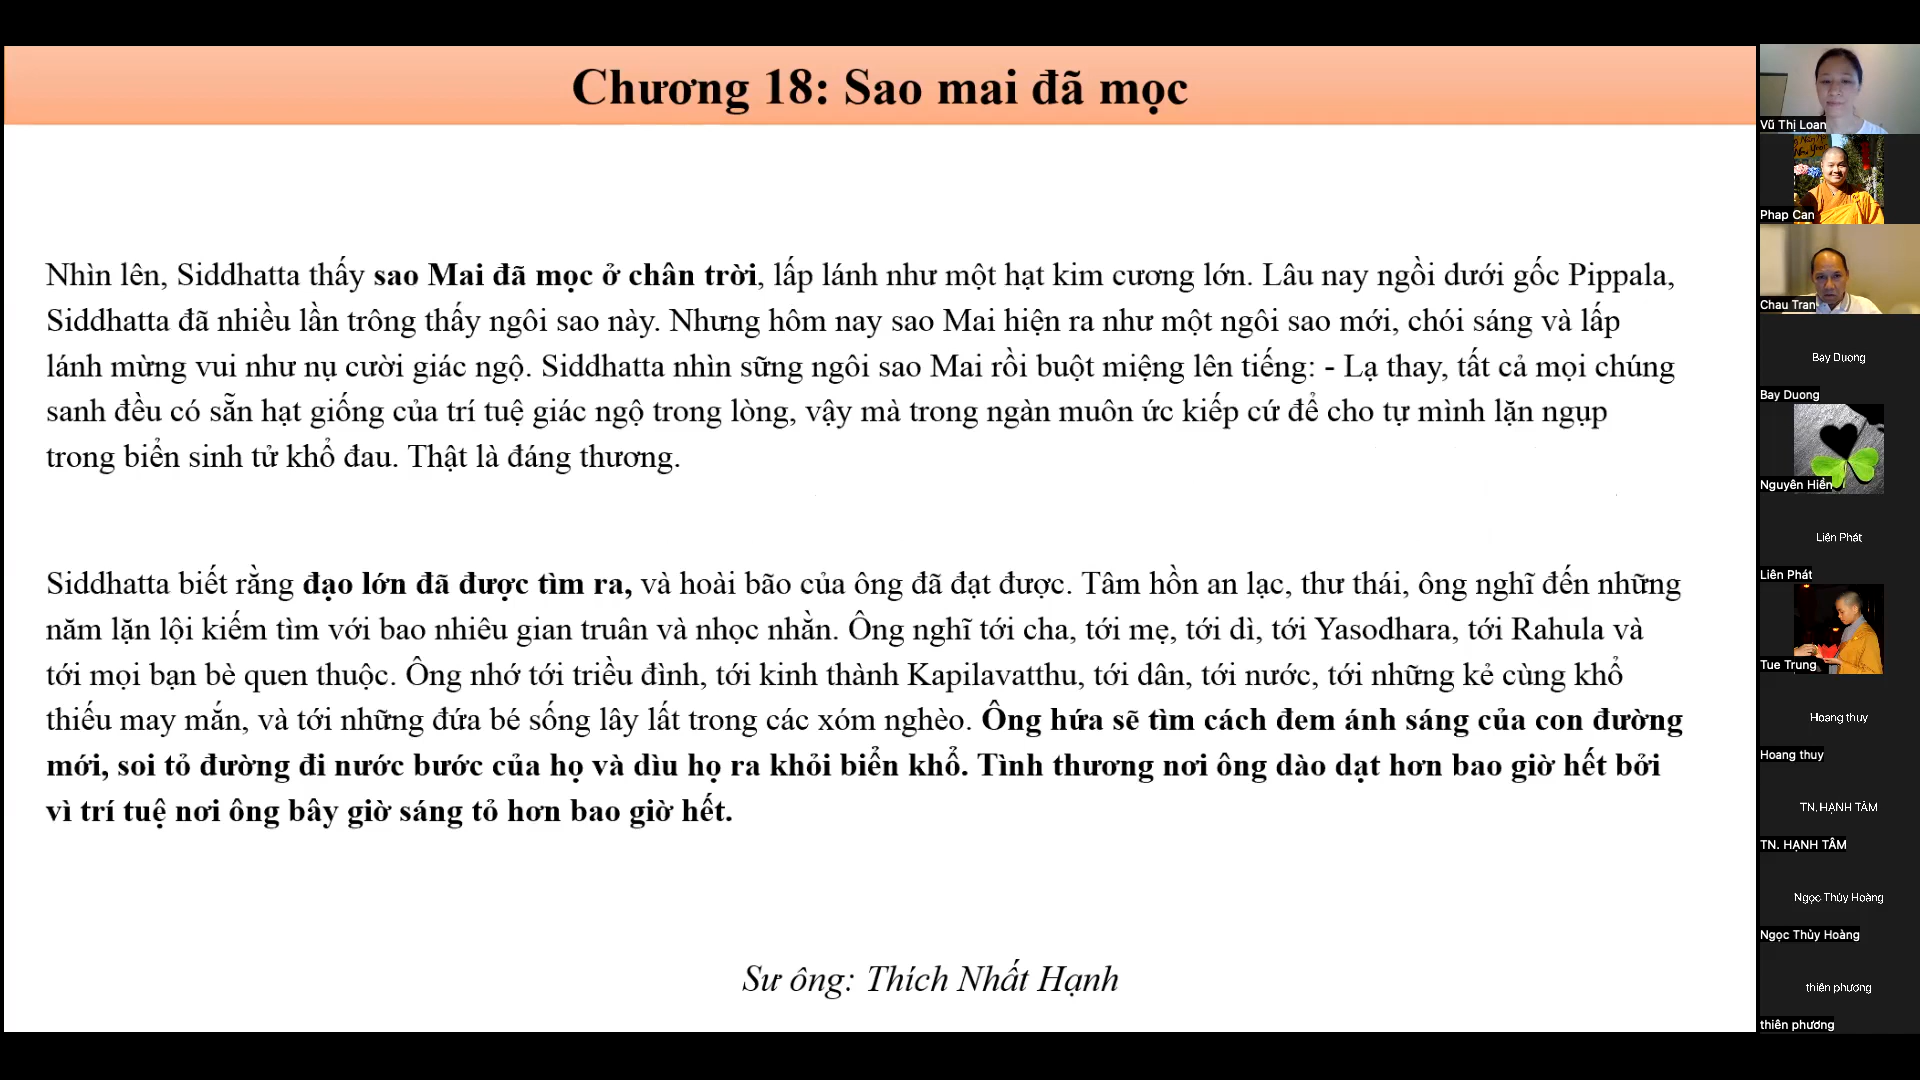 Chương 18: Sao mai đã mọc
Nhìn lên, Siddhatta thấy sao Mai đã mọc ở chân trời, lấp lánh như một hạt kim cương lớn. Lâu nay ngồi dưới gốc Pippala,
Siddhatta đã nhiều lần trông thấy ngôi sao này. Nhưng hôm nay sao Mai hiện ra như một ngôi sao mới, chói sáng và lấp
lánh mừng vui như nụ cười giác ngộ. Siddhatta nhìn sững ngôi sao Mai rồi buột miệng lên tiếng: - Lạ thay, tất cả mọi chúng
sanh đều có sẵn hạt giống của trí tuệ giác ngộ trong lòng, vậy mà trong ngàn muôn ức kiếp cứ để cho tự mình lặn ngụp
trong biển sinh tử khổ đau. Thật là đáng thương.
Siddhatta biết rằng đạo lớn đã được tìm ra, và hoài bão của ông đã đạt được. Tâm hồn an lạc, thư thái, ông nghĩ đến những
năm lặn lội kiếm tìm với bao nhiêu gian truân và nhọc nhằn. Ông nghĩ tới cha, tới mẹ, tới dì, tới Yasodhara, tới Rahula và
tới mọi bạn bè quen thuộc. Ông nhớ tới triều đình, tới kinh thành Kapilavatthu, tới dân, tới nước, tới những kẻ cùng khổ
thiếu may mắn, và tới những đứa bé sống lây lất trong các xóm nghèo. Ông hứa sẽ tìm cách đem ánh sáng của con đường
mới, soi tỏ đường đi nước bước của họ và dìu họ ra khỏi biển khổ. Tình thương nơi ông dào dạt hơn bao giờ hết bởi
vì trí tuệ nơi ông bây giờ sáng tỏ hơn bao giờ hết.
Sư ông: Thích Nhất Hạnh
Vũ Thị Loan
Phap Can
Chau Tran
Bay Duong
Bay Duong
Nguyên Hiền
Liên Phát
Liên Phát
Tue Trung
Hoang thuy
Hoang thuy
TN. HẠNH TÂM
TN. HẠNH TÂM
Ngọc Thủy Hoàng
Ngọc Thủy Hoàng
thiên phương
thiên phương